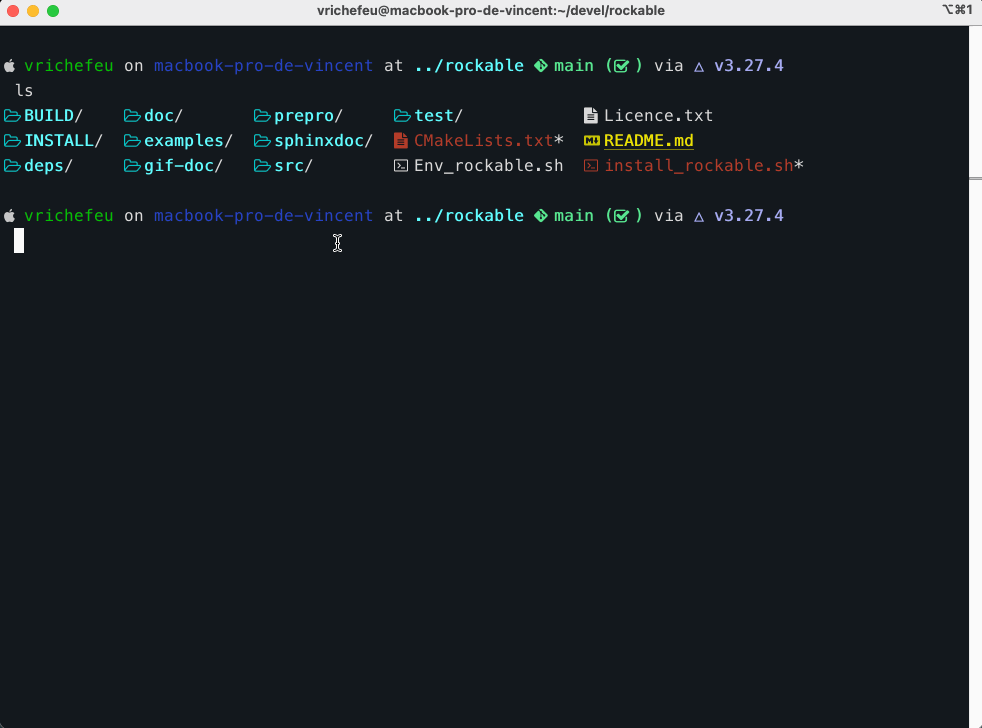 vrichefeu@macbook-pro-de-vincent:~/devel/rockable ⌥⌘1
vrichefeu on macbook-pro-de-vincent at ../rockable main (☑ ) via △ v3.27.4
ls
BUILD/ doc/ prepro/ test/ Licence.txt
INSTALL/ examples/ sphinxdoc/ CMakeLists.txt* README.md
deps/ gif-doc/ src/ Env_rockable.sh install_rockable.sh*
vrichefeu on macbook-pro-de-vincent at ../rockable main (☑ ) via △ v3.27.4